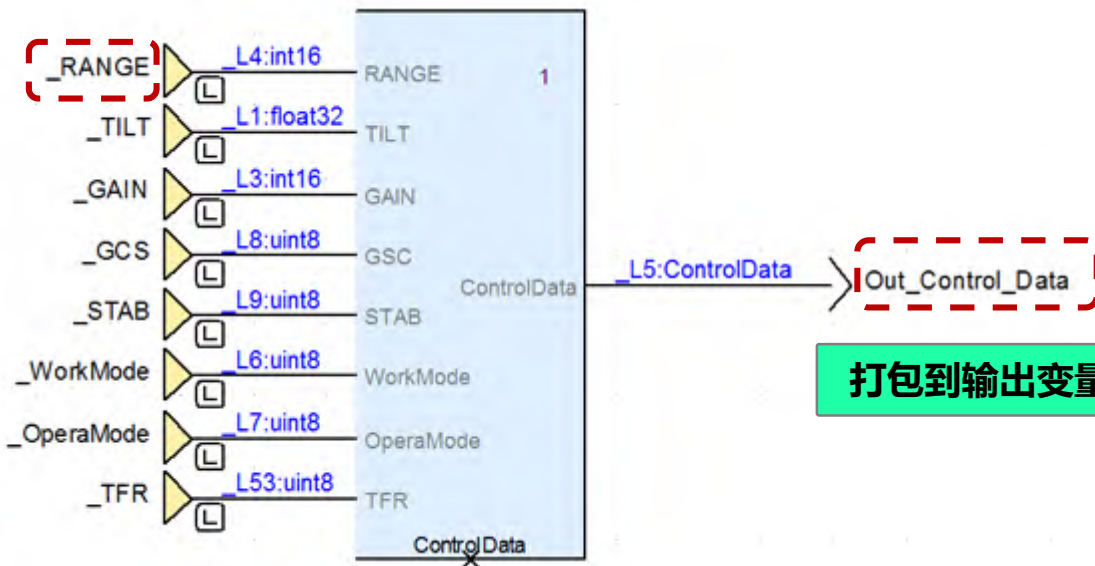 _RANGE
L
_L4:int16
RANGE
1
_TILT
L
_L1:float32
TILT
_GAIN
L
_L3:int16
GAIN
_GCS
L
_L8:uint8
GSC
_STAB
L
_L9:uint8
STAB
_WorkMode
L
_L6:uint8
WorkMode
_OperaMode
L
_L7:uint8
OperaMode
_TFR
L
_L53:uint8
TFR
ControlData
ControlData
_L5:ControlData
Out_Control_Data
打包到输出变量